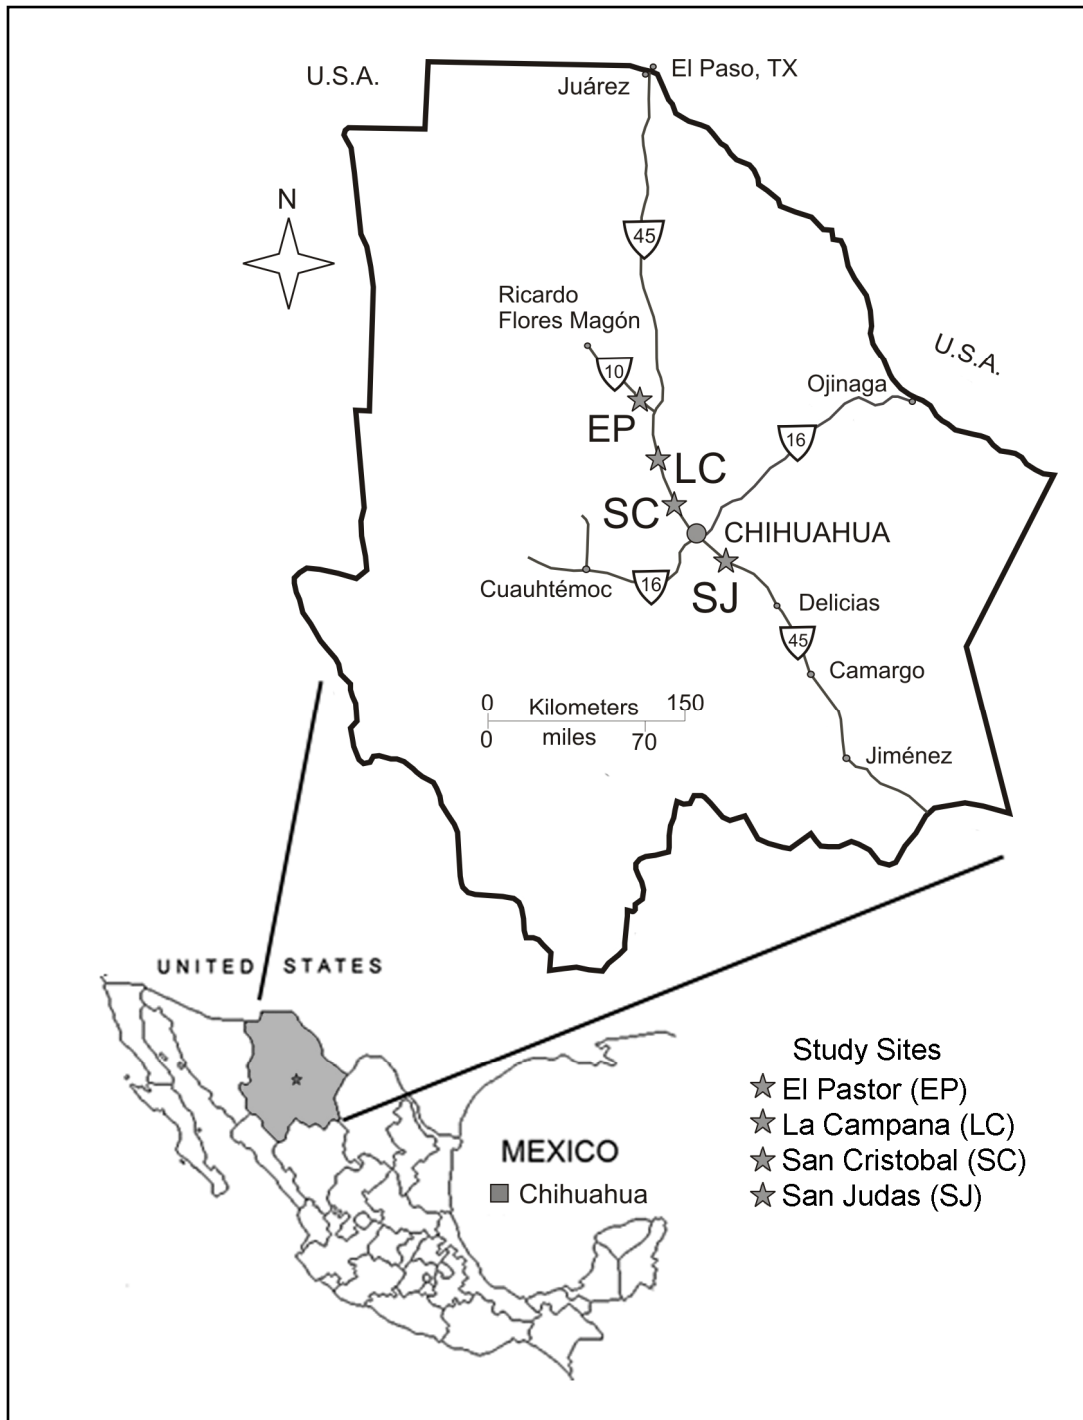 U.S.A.
El Paso, TX
Juárez
N
45
Ricardo
Flores Magón
10
U.S.A.
Ojinaga
EP
16
LC
SC
CHIHUAHUA
Cuauhtémoc
16
SJ
Delicias
45
Camargo
0 Kilometers 150
0 miles 70
Jiménez
UNITED STATES
Study Sites
El Pastor (EP)
La Campana (LC)
San Cristobal (SC)
San Judas (SJ)
MEXICO
Chihuahua